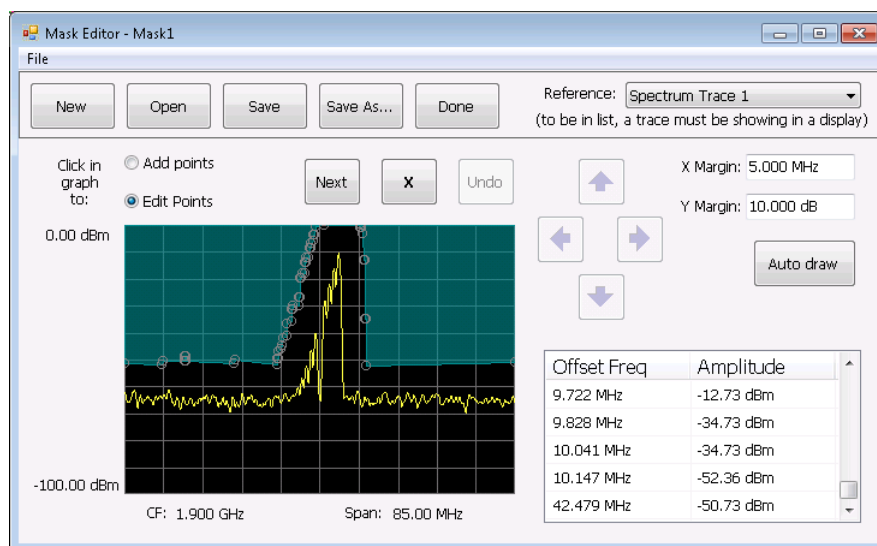 Mask Editor - Mask1
File
New
Open
Save
Save As...
Done
Reference:
Spectrum Trace 1
(to be in list, a trace must be showing in a display)
Click in
graph
to:
Add points
Edit Points
Next
X
Undo
X Margin: 5.000 MHz
Y Margin: 10.000 dB
Auto draw
0.00 dBm
-100.00 dBm
CF: 1.900 GHz
Span: 85.00 MHz
Offset Freq Amplitude
9.722 MHz -12.73 dBm
9.828 MHz -34.73 dBm
10.041 MHz -34.73 dBm
10.147 MHz -52.36 dBm
42.479 MHz -50.73 dBm